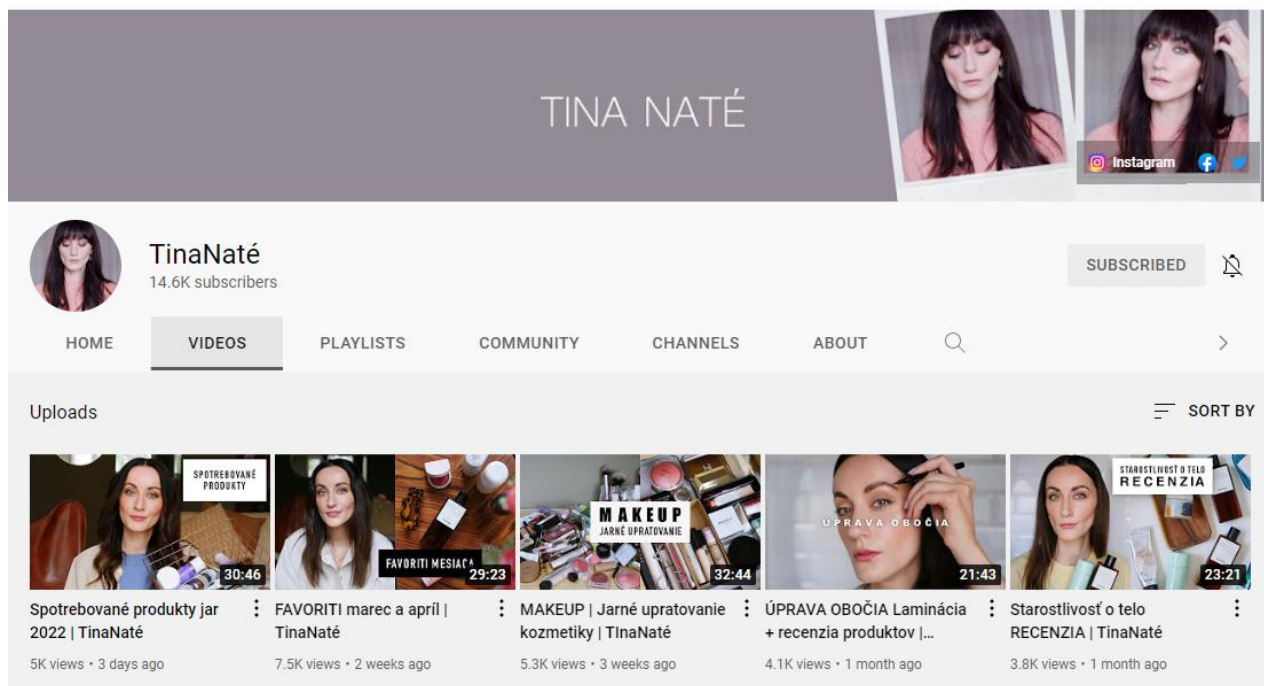 TINA NATÉ
Instagram
TinaNaté
14.6K subscribers
SUBSCRIBED
HOME
VIDEOS
PLAYLISTS
COMMUNITY
CHANNELS
ABOUT
Uploads
SORT BY
SPOTREBOVANÉ
PRODUKTY
30:46
Spotrebované produkty jar
2022 | TinaNaté
5K views • 3 days ago
FAVORITI MESIACA
29:23
FAVORITI marec a apríl |
TinaNaté
7.5K views • 2 weeks ago
MAKEUP
JARNÉ UPRATOVANIE
32:44
MAKEUP | Jarné upratovanie
kozmetiky | TInaNaté
5.3K views • 3 weeks ago
UPRAVA OBOČIA
21:43
ÚPRAVA OBOČIA Laminácia
+ recenzia produktov |...
4.1K views • 1 month ago
STAROSTLIVOSŤ O TELO
RECENZIA
23:21
Starostlivosť o telo
RECENZIA | TinaNaté
3.8K views • 1 month ago